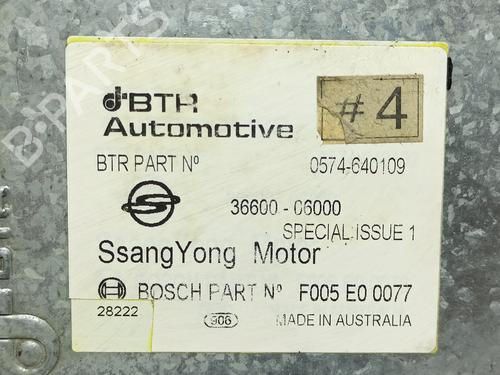 BTR
Automotive
#4
BTR PART Nº 0574-640109
36600 - 06000
SPECIAL ISSUE 1
SsangYong Motor
BOSCH PART Nº F005 E0 0077
28222 906 MADE IN AUSTRALIA
B-PARTS